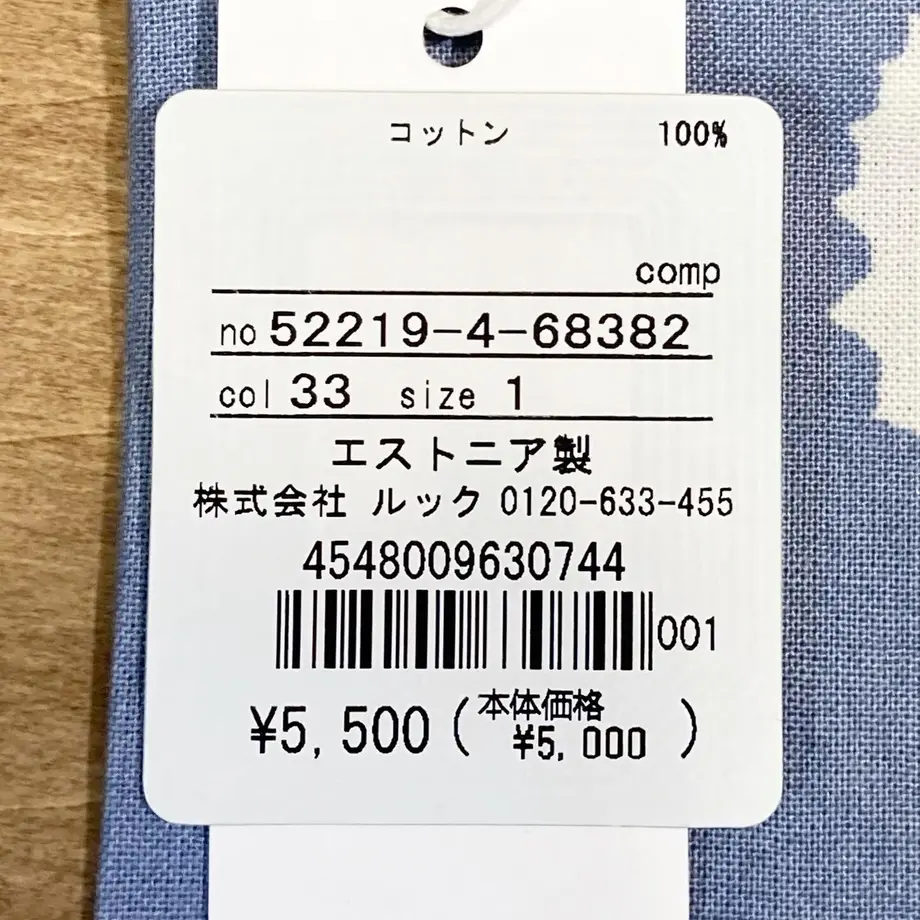 コットン 100%
comp
no 52219-4-68382
col 33 size 1
エストニア製
株式会社 ルック 0120-633-455
4548009630744
001
¥5,500 (本体価格 ¥5,000)